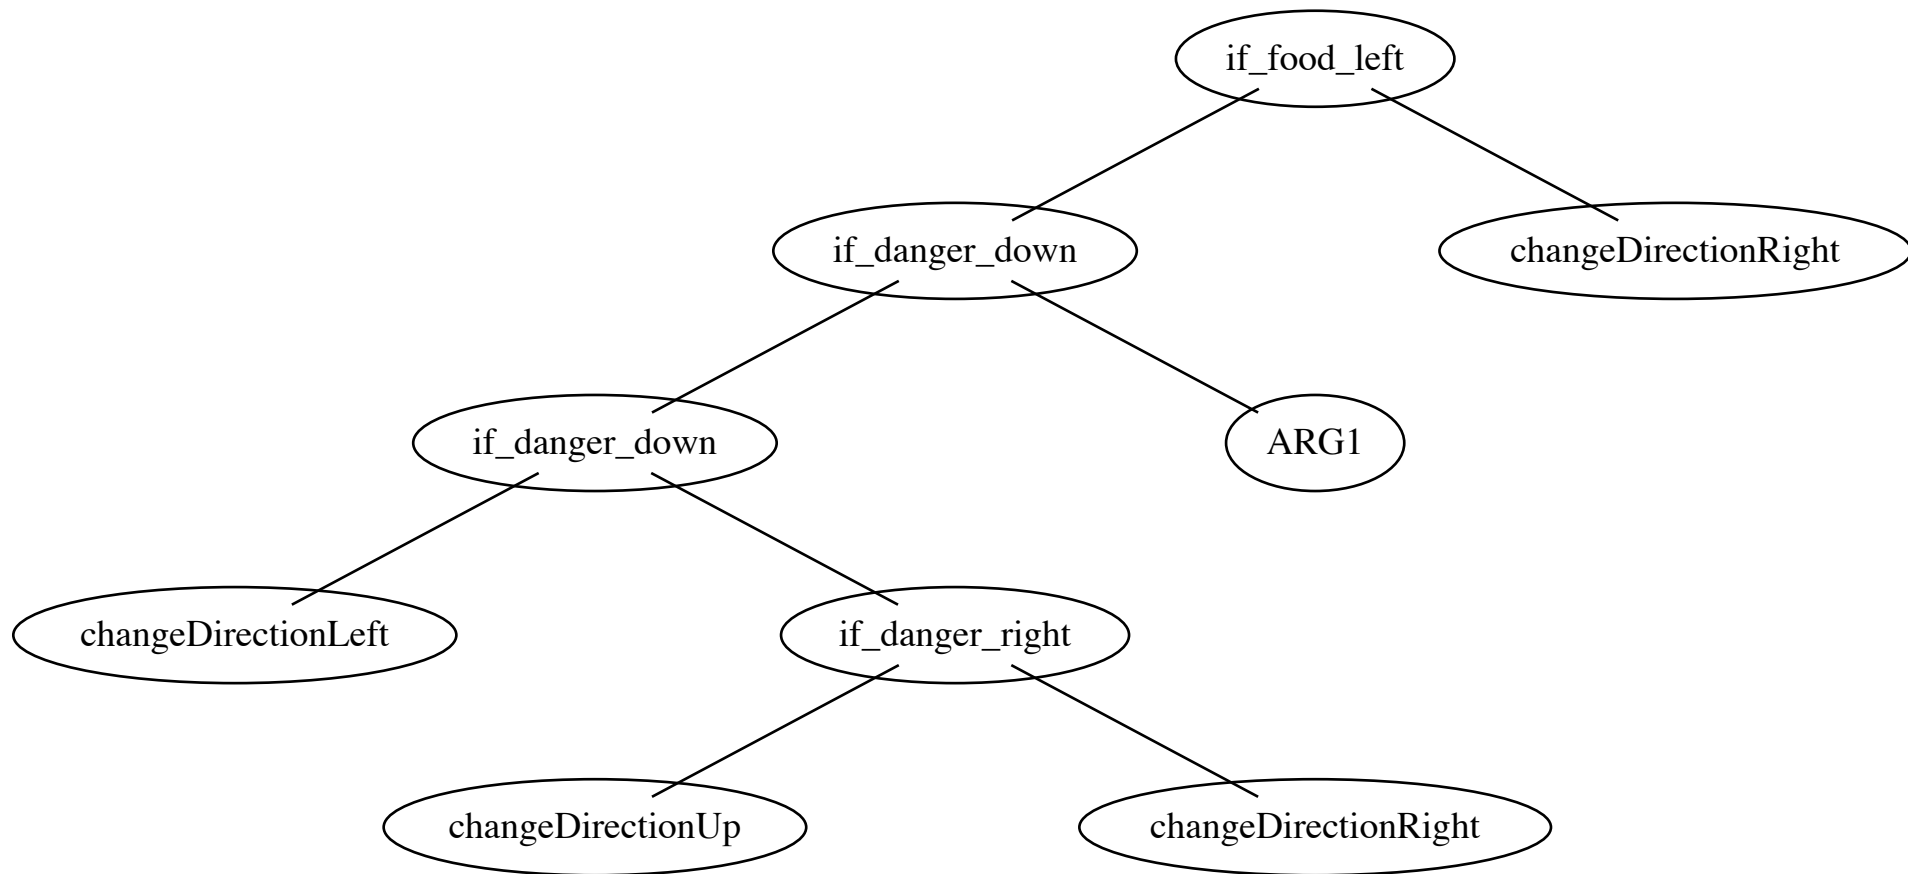 if_food_left
if_danger_down
changeDirectionRight
if_danger_down
ARG1
changeDirectionLeft
if_danger_right
changeDirectionUp
changeDirectionRight